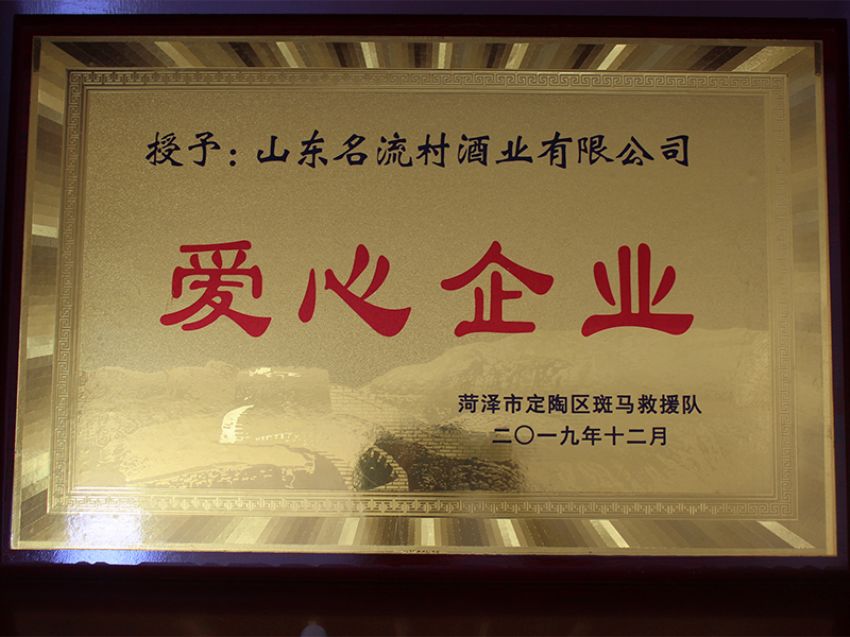 授予：山东名流村酒业有限公司
爱心企业
菏泽市定陶区斑马救援队
二〇一九年十二月